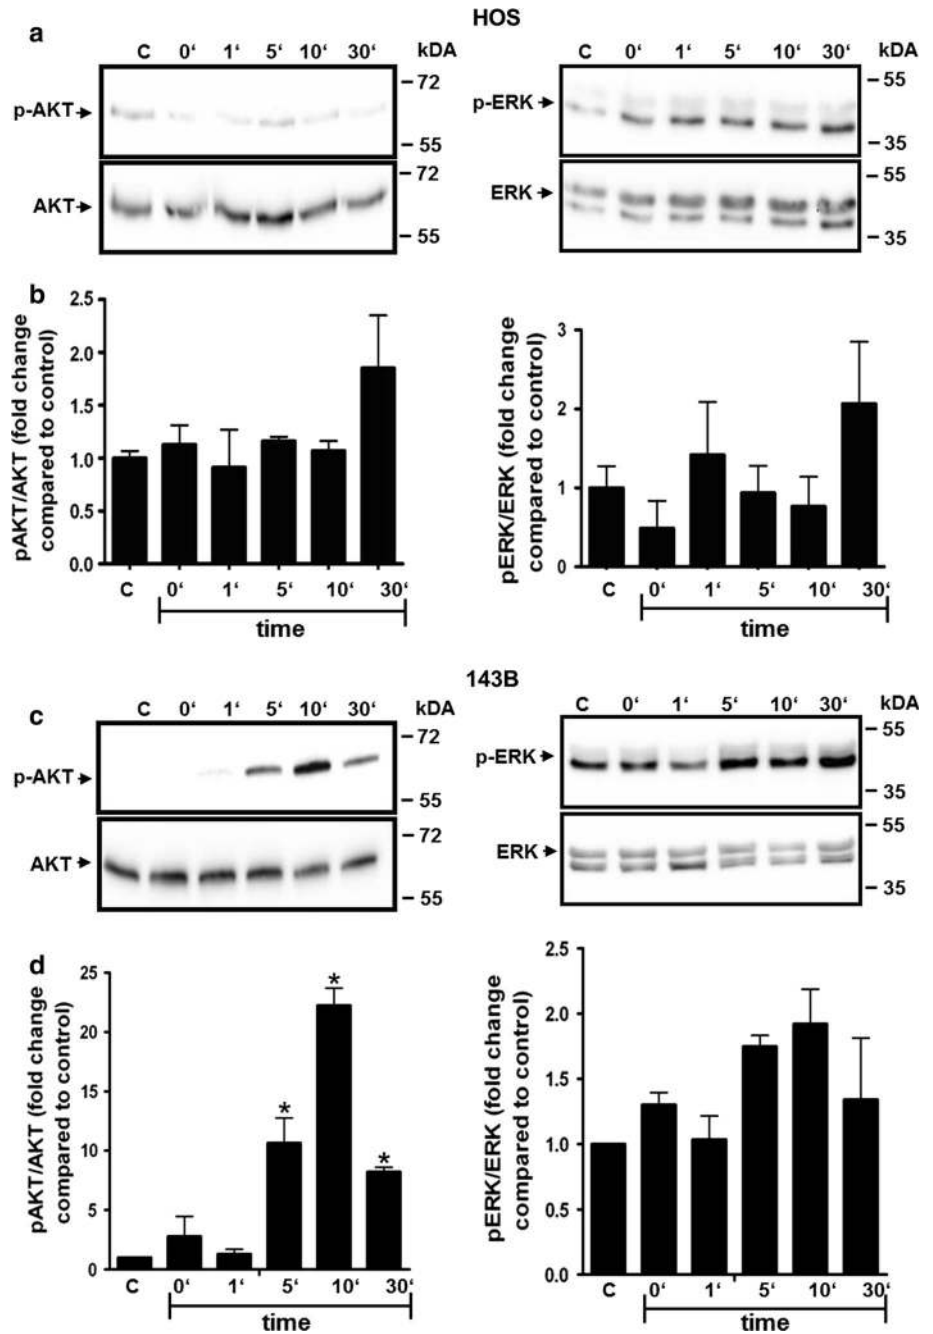 HOS
a
C 0‘ 1‘ 5‘ 10‘ 30‘ kDA
p-AKT
72
55
AKT
72
55
C 0‘ 1‘ 5‘ 10‘ 30‘ kDA
p-ERK
55
35
ERK
55
35
b
pAKT/AKT (fold change
compared to control)
2.5
2.0
1.5
1.0
0.5
0.0
C 0‘ 1‘ 5‘ 10‘ 30‘
time
pERK/ERK (fold change
compared to control)
3
2
1
0
C 0‘ 1‘ 5‘ 10‘ 30‘
time
143B
c
C 0‘ 1‘ 5‘ 10‘ 30‘ kDA
p-AKT
72
55
AKT
72
55
C 0‘ 1‘ 5‘ 10‘ 30‘ kDA
p-ERK
55
35
ERK
55
35
d
pAKT/AKT (fold change
compared to control)
25
20
15
10
5
0
* * *
C 0‘ 1‘ 5‘ 10‘ 30‘
time
pERK/ERK (fold change
compared to control)
2.5
2.0
1.5
1.0
0.5
0.0
C 0‘ 1‘ 5‘ 10‘ 30‘
time